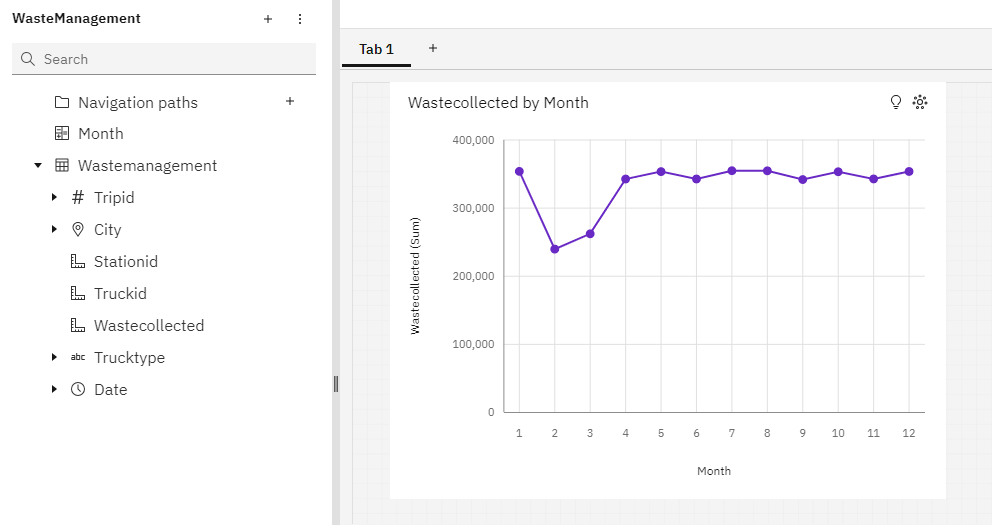 WasteManagement
Search
Navigation paths
Month
Wastemanagement
Tripid
City
Stationid
Truckid
Wastecollected
abc Trucktype
Date
Tab 1
Wastecollected by Month
400,000
300,000
200,000
100,000
0
Wastecollected (Sum)
1 2 3 4 5 6 7 8 9 10 11 12
Month